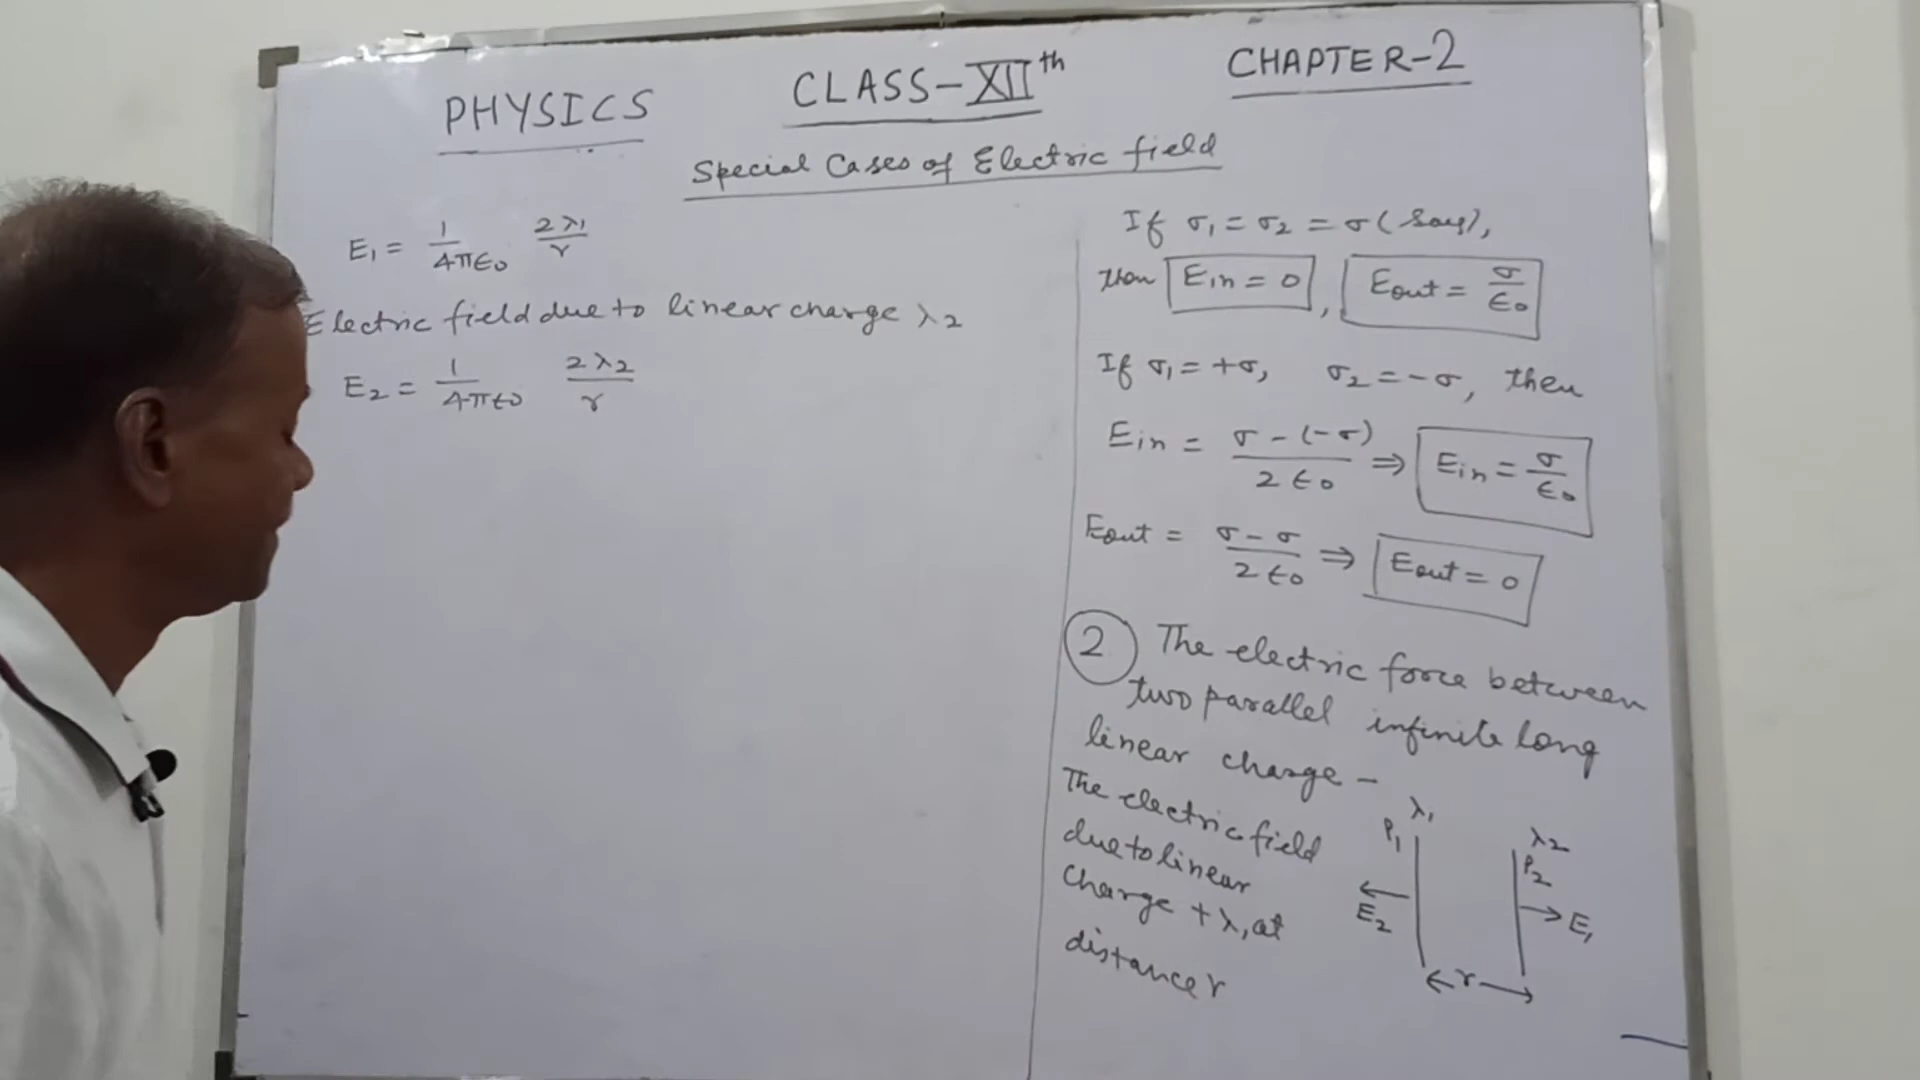 PHYSICS CLASS-XIIth CHAPTER-2
Special Cases of Electric field
E₁ = 1/4πϵ₀ 2λ₁/r
Electric field due to linear charge λ₂
E₂ = 1/4πϵ₀ 2λ₂/r
If σ₁ = σ₂ = σ (say),
then Ein = 0, Eout = σ/ϵ₀
If σ₁ = +σ, σ₂ = -σ, then
Ein = σ - (-σ)/2ϵ₀ ⇒ Ein = σ/ϵ₀
Eout = σ - σ/2ϵ₀ ⇒ Eout = 0
2 The electric force between
two parallel infinite long
linear charge -
The electric field
due to linear
charge +λ₁ at
distance r
λ₁
P₁
λ₂
P₂
E₂
E₁
r